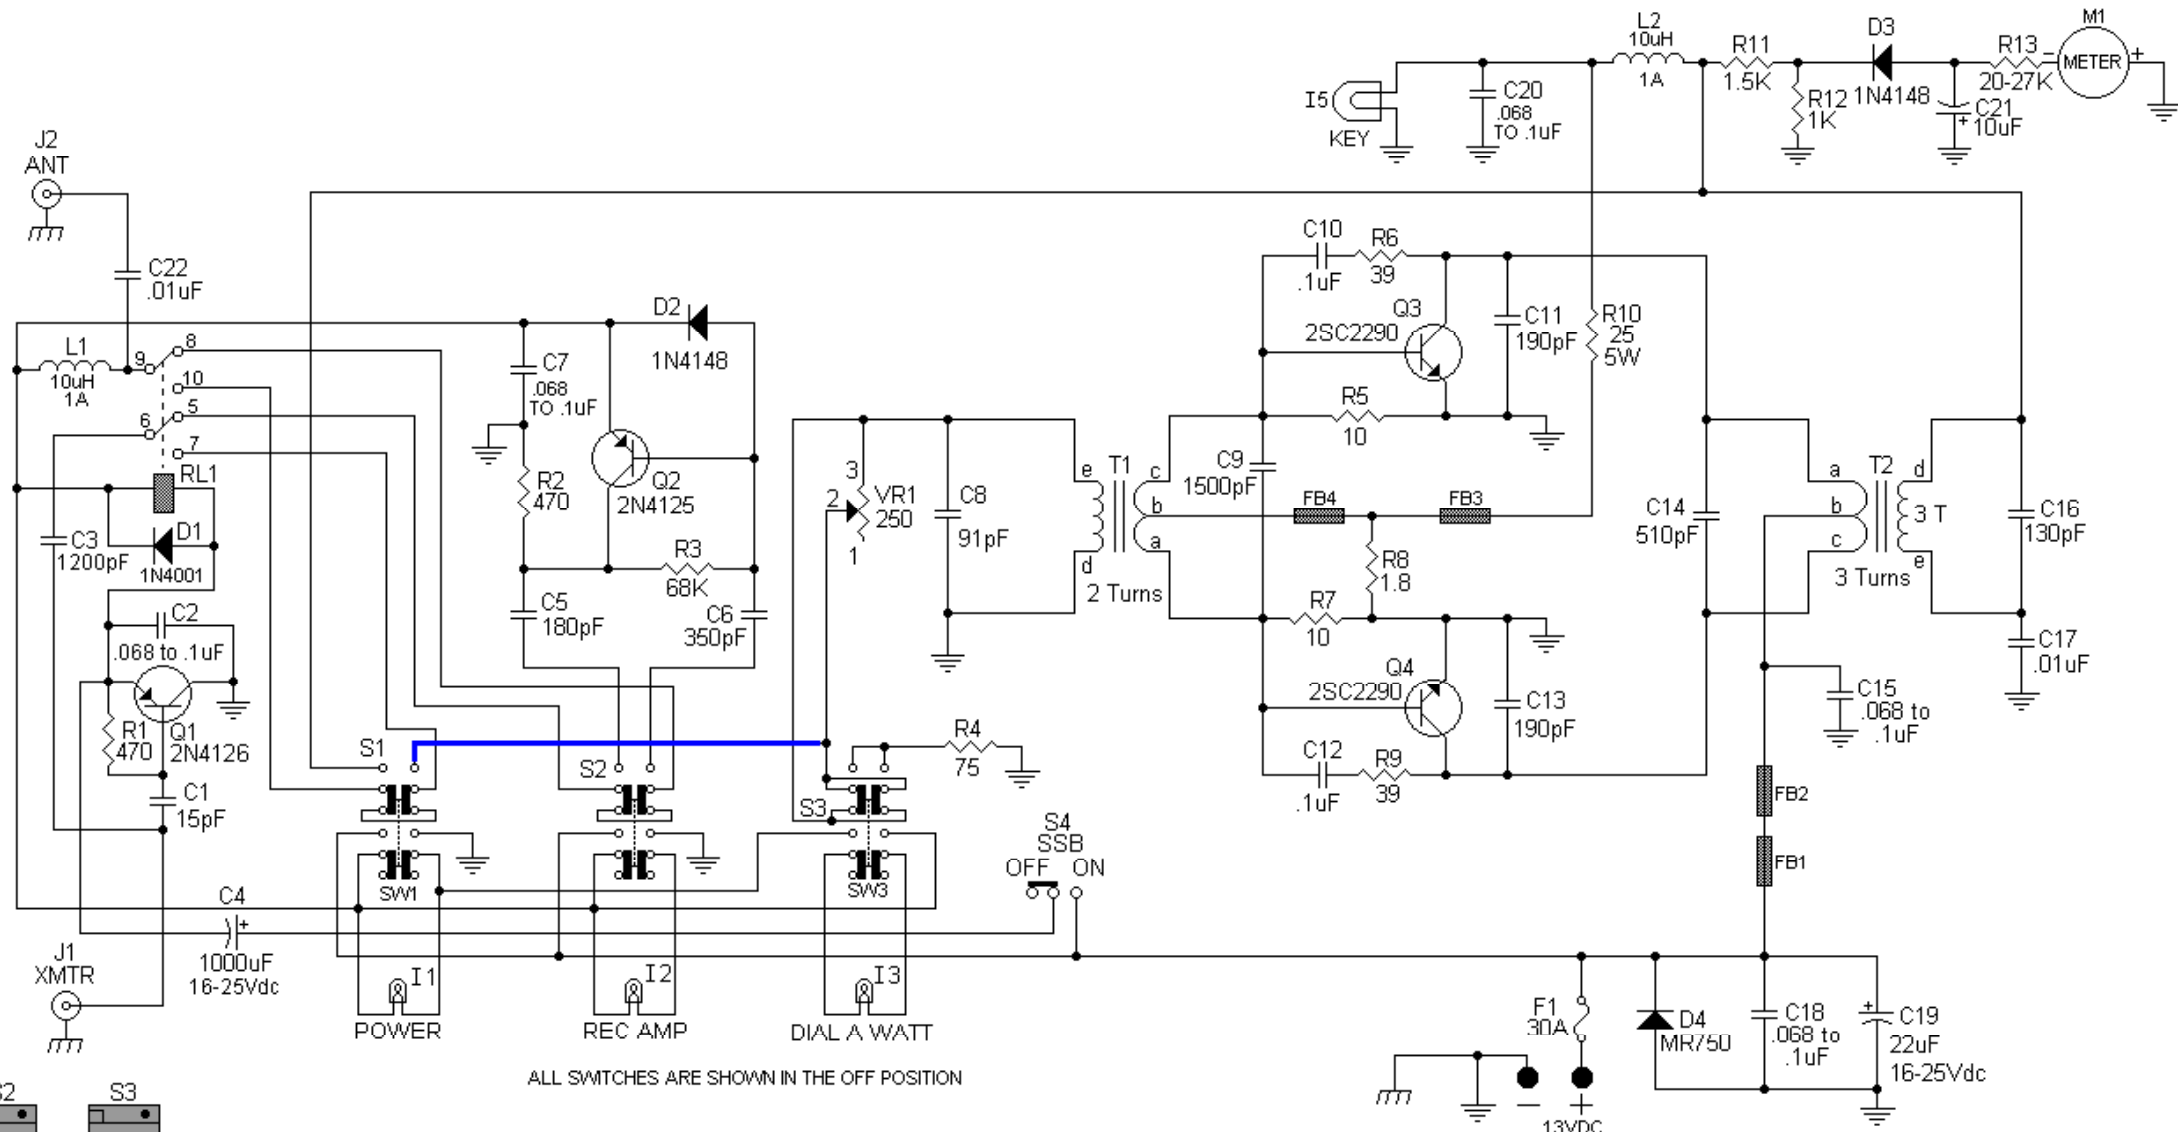 M1
L2
10uH
1A
R11
1.5K
D3
1N4148
R13
20-27K
-
METER
+
I5
KEY
C20
.068
TO .1uF
R12
1K
+
C21
10uF
J2
ANT
C22
.01uF
L1
10uH
1A
9
8
10
6
5
7
RL1
D1
1N4001
C3
1200pF
C2
.068 to .1uF
R1
470
Q1
2N4126
C1
15pF
C4
+
1000uF
16-25Vdc
J1
XMTR
D2
1N4148
C7
.068
TO .1uF
R2
470
Q2
2N4125
R3
68K
C5
180pF
C6
350pF
3
2
VR1
250
1
C8
91pF
T1
e
d
c
b
a
2 Turns
C9
1500pF
C10
.1uF
R6
39
Q3
2SC2290
C11
190pF
R10
25
5W
R5
10
FB4
FB3
R8
1.8
R7
10
Q4
2SC2290
C13
190pF
C12
.1uF
R9
39
C14
510pF
T2
a
b
c
d
e
3 T
3 Turns
C16
130pF
C17
.01uF
C15
.068 to
.1uF
FB2
FB1
S1
S2
S3
R4
75
SW1
SW3
S4
SSB
OFF
ON
I1
POWER
I2
REC AMP
I3
DIAL A WATT
ALL SWITCHES ARE SHOWN IN THE OFF POSITION
F1
30A
D4
MR750
C18
.068 to
.1uF
+
C19
22uF
16-25Vdc
-
+
13VDC
S2
S3